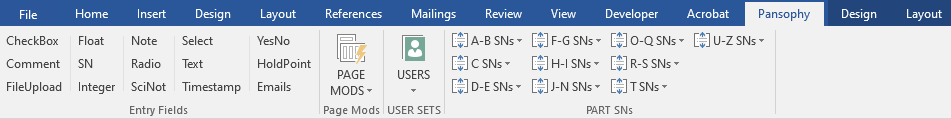 File Home Insert Design Layout References Mailings Review View Developer Acrobat Pansophy Design Layout
CheckBox Float Note Select YesNo A-B SNs F-G SNs O-Q SNs U-Z SNs
Comment SN Radio Text HoldPoint PAGE MODS USERS C SNs H-I SNs R-S SNs
FileUpload Integer SciNot Timestamp Emails D-E SNs J-N SNs T SNs
Entry Fields Page Mods USER SETS PART SNs